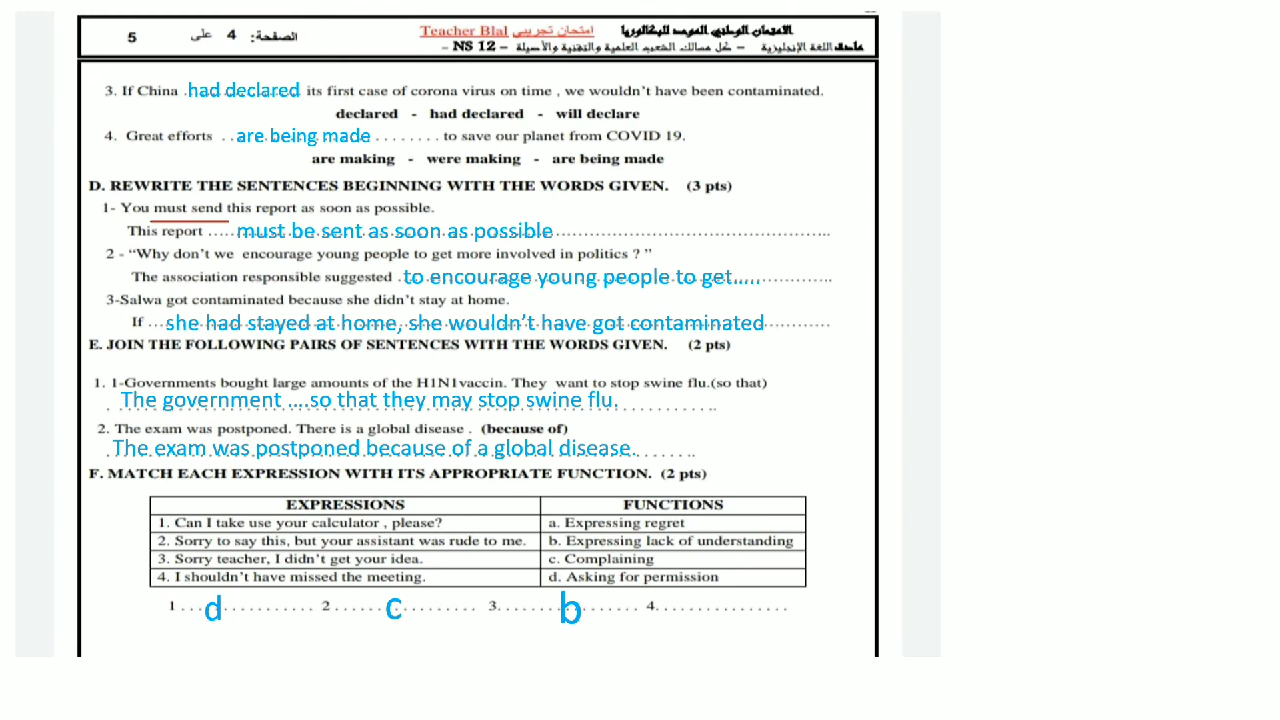 الامتحان الوطني الموحد للبكالوريا امتحان تجريبي Teacher Blal
الصفحة: 4 على 5
مادة اللغة الإنجليزية - كل مسالك الشعب العلمية والتقنية والأصيلة - NS 12 -
3. If China .had declared its first case of corona virus on time , we wouldn't have been contaminated.
declared - had declared - will declare
4. Great efforts ..are being made ........ to save our planet from COVID 19.
are making - were making - are being made
D. REWRITE THE SENTENCES BEGINNING WITH THE WORDS GIVEN. (3 pts)
1- You must send this report as soon as possible.
This report ..... must be sent as soon as possible ..................
2 - “Why don't we encourage young people to get more involved in politics ? ”
The association responsible suggested .to encourage young people to get.................
3-Salwa got contaminated because she didn't stay at home.
If ... she had stayed at home, she wouldn't have got contaminated ............
E. JOIN THE FOLLOWING PAIRS OF SENTENCES WITH THE WORDS GIVEN. (2 pts)
1. 1-Governments bought large amounts of the H1N1vaccin. They want to stop swine flu.(so that)
The government ....so that they may stop swine flu. ............
2. The exam was postponed. There is a global disease . (because of)
.The exam was postponed because of a global disease. .......
F. MATCH EACH EXPRESSION WITH ITS APPROPRIATE FUNCTION. (2 pts)
EXPRESSIONS FUNCTIONS
1. Can I take use your calculator , please? a. Expressing regret
2. Sorry to say this, but your assistant was rude to me. b. Expressing lack of understanding
3. Sorry teacher, I didn't get your idea. c. Complaining
4. I shouldn't have missed the meeting. d. Asking for permission
1 ... d ........... 2 ...... c ......... 3. ....... b ....... 4. ...............